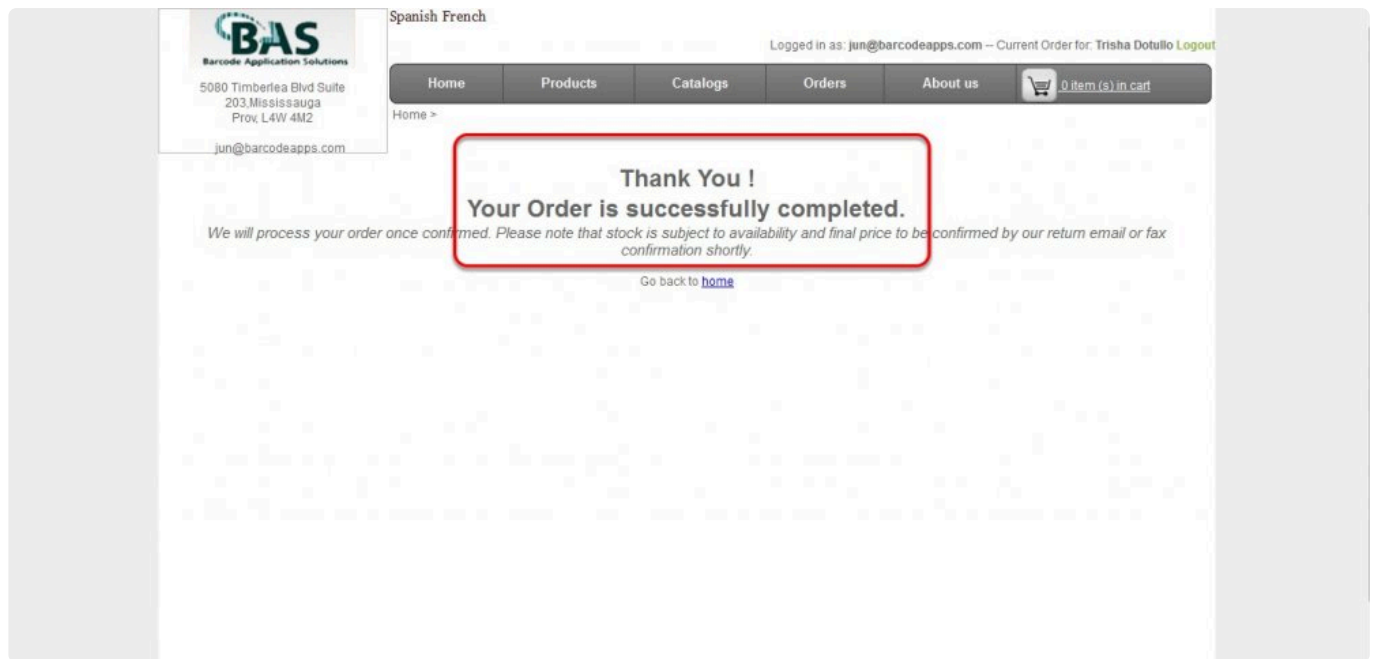 BAS
Barcode Application Solutions
5080 Timberlea Blvd Suite
203,Mississauga
Prov, L4W 4M2
jun@barcodeapps.com
Spanish French
Logged in as: jun@barcodeapps.com -- Current Order for: Trisha Dotullo Logout
Home Products Catalogs Orders About us 0 item (s) in cart
Home >
Thank You !
Your Order is successfully completed.
We will process your order once confirmed. Please note that stock is subject to availability and final price to be confirmed by our return email or fax
confirmation shortly.
Go back to home